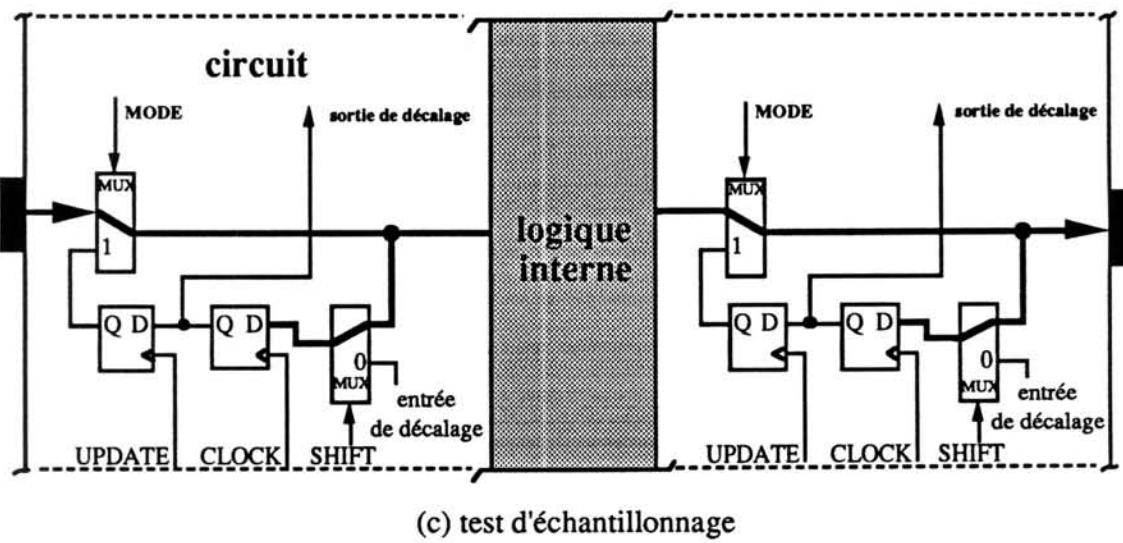 circuit
MODE
sortie de décalage
MODE
sortie de décalage
MUX
MUX
1
logique
interne
1
Q D
Q D
Q D
Q D
0
0
MUX
MUX
entrée
de décalage
entrée
de décalage
UPDATE
CLOCK
SHIFT
UPDATE
CLOCK
SHIFT
(c) test d'échantillonnage